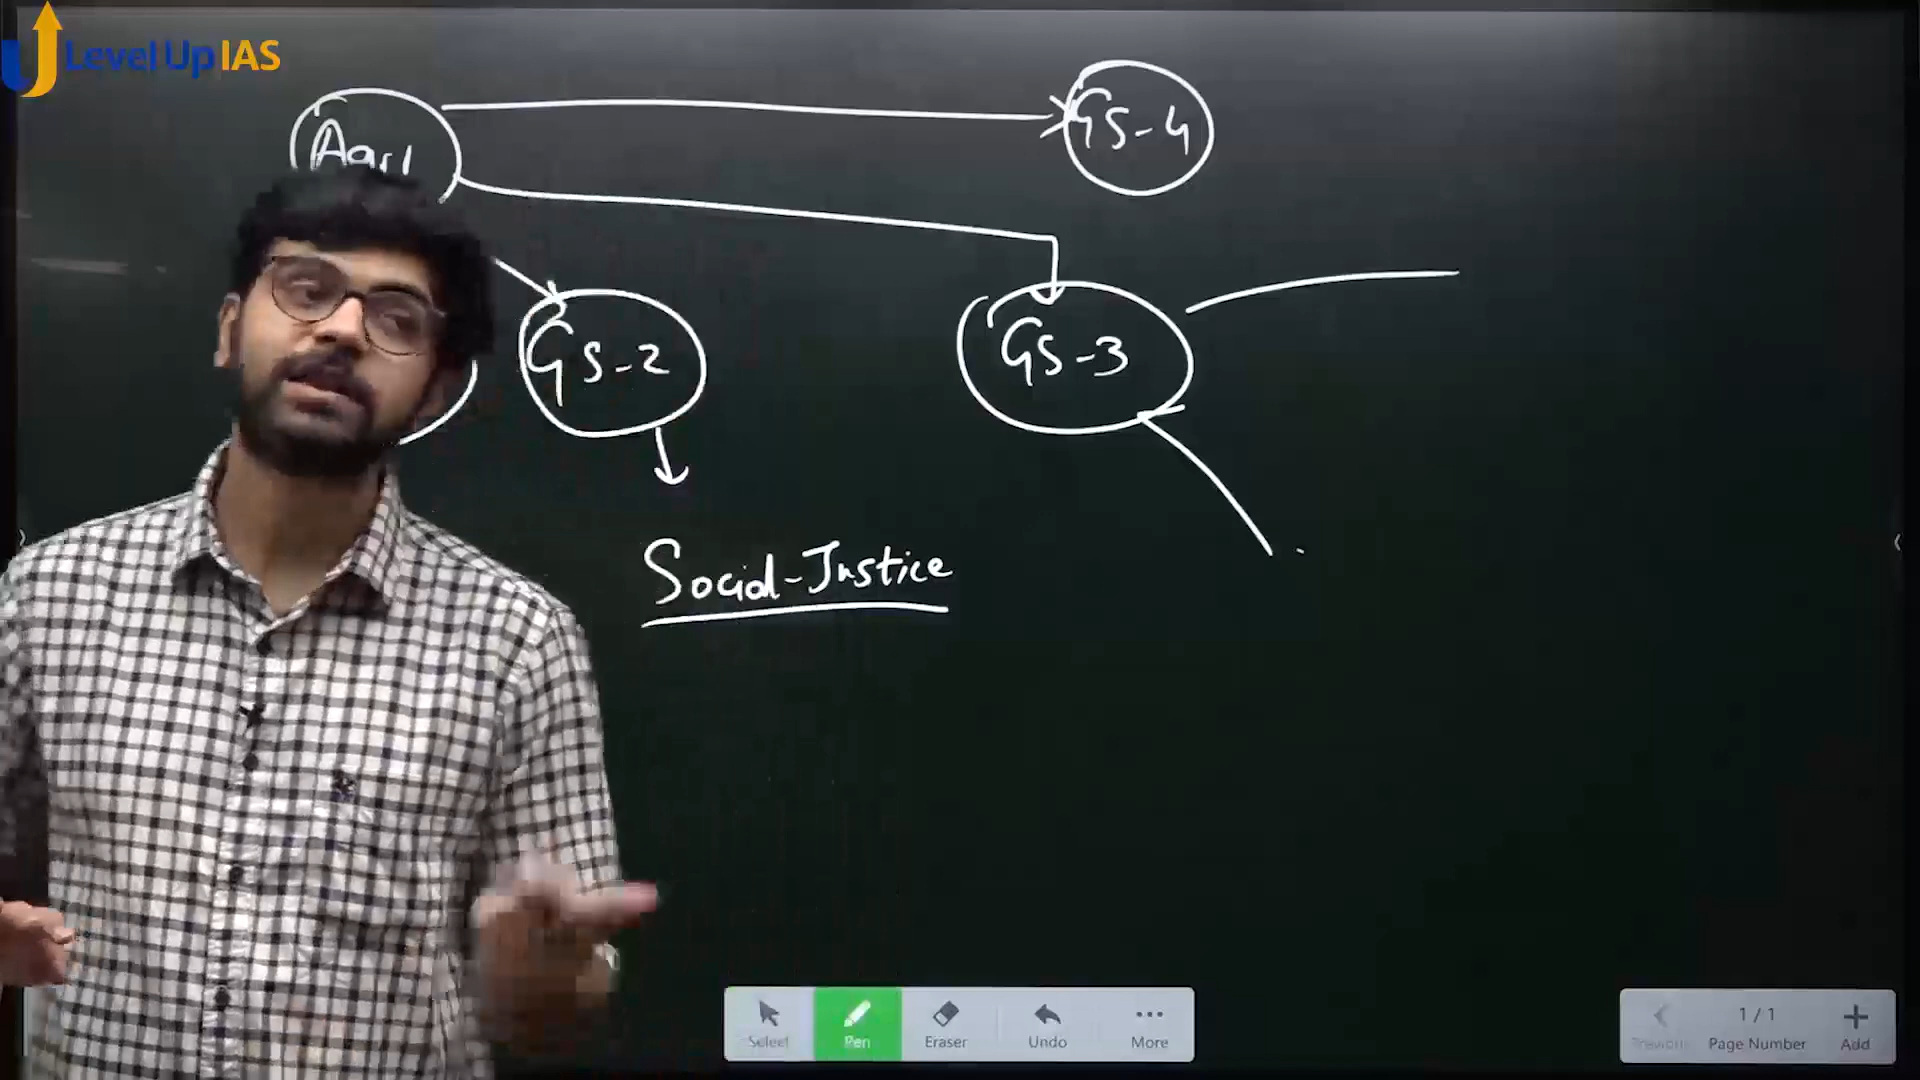 Level Up IAS
Agri
GS-4
GS-2
GS-3
Social-Justice
Select
Pen
Eraser
Undo
More
Previous
1 / 1
Page Number
Add